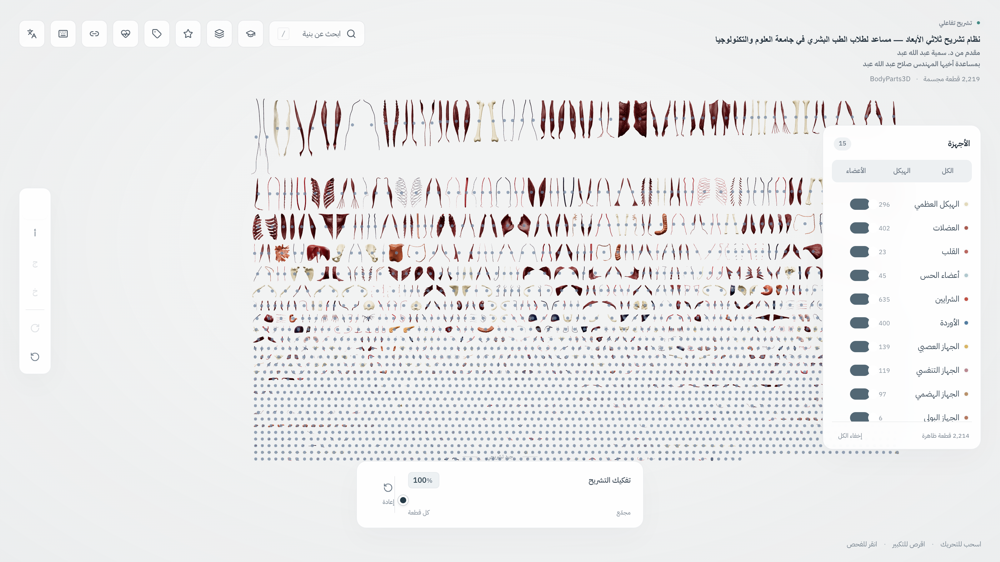 تشريح تفاعلي
نظام تشريح ثلاثي الأبعاد — مساعد لطلاب الطب البشري في جامعة العلوم والتكنولوجيا
مقدم من د. سمية عبد الله عبد
بمساعدة أخيها المهندس صلاح عبد الله عبد
2,219 قطعة مجسمة · BodyParts3D
ابحث عن بنية /
الأجهزة 15
الكل الهيكل الأعضاء
الهيكل العظمي 296
العضلات 402
القلب 23
أعضاء الحس 45
الشرايين 635
الأوردة 400
الجهاز العصبي 139
الجهاز التنفسي 119
الجهاز الهضمي 97
الجهاز البولي 6
2,214 قطعة ظاهرة إخفاء الكل
أ
ج
خ
جرد تشريحي
تفكيك التشريح 100%
إعادة
مجمّع كل قطعة
اسحب للتحريك · اقرص للتكبير · انقر للفحص